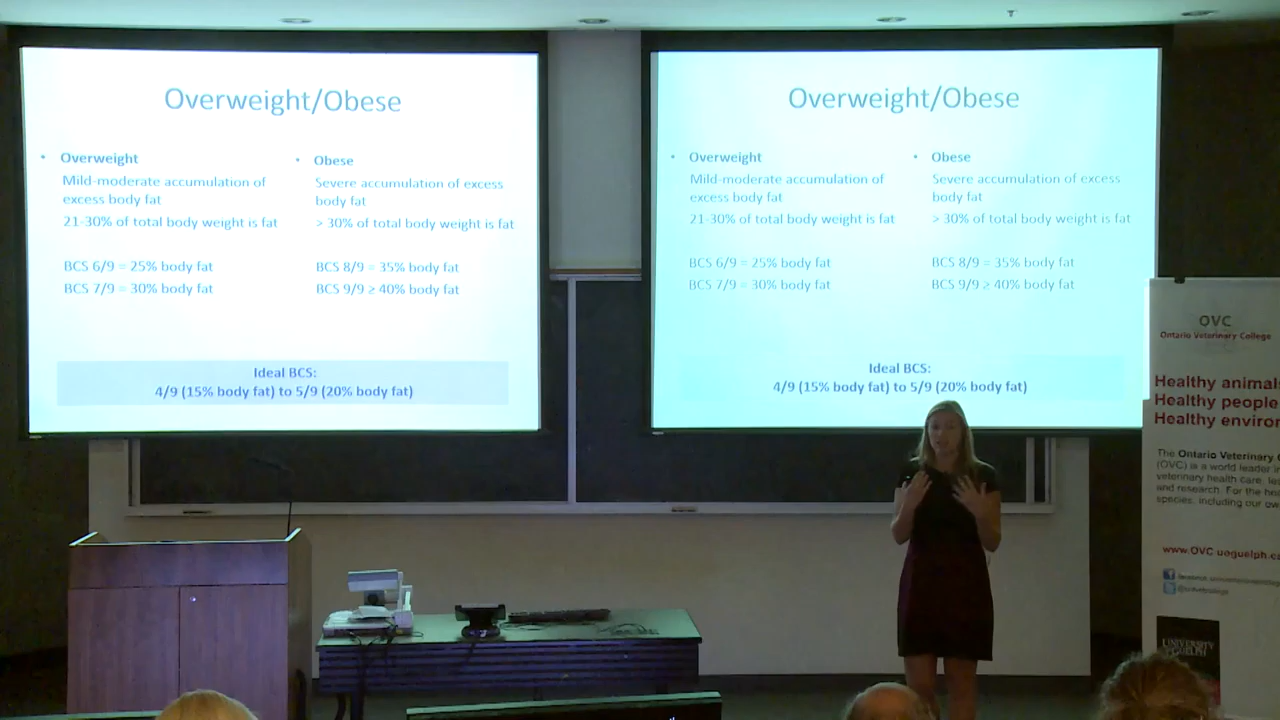 Overweight/Obese
• Overweight
Mild-moderate accumulation of
excess body fat
21-30% of total body weight is fat
BCS 6/9 = 25% body fat
BCS 7/9 = 30% body fat
• Obese
Severe accumulation of excess
body fat
> 30% of total body weight is fat
BCS 8/9 = 35% body fat
BCS 9/9 ≥ 40% body fat
Ideal BCS:
4/9 (15% body fat) to 5/9 (20% body fat)
Overweight/Obese
• Overweight
Mild-moderate accumulation of
excess body fat
21-30% of total body weight is fat
BCS 6/9 = 25% body fat
BCS 7/9 = 30% body fat
• Obese
Severe accumulation of excess
body fat
> 30% of total body weight is fat
BCS 8/9 = 35% body fat
BCS 9/9 ≥ 40% body fat
Ideal BCS:
4/9 (15% body fat) to 5/9 (20% body fat)
OVC
Ontario Veterinary College
Healthy animal
Healthy people
Healthy enviro
The Ontario Veterinary
(OVC) is a world leader
veterinary health care,
and research. For the
species, including our
www.OVC.uoguelph.c
UNIVERSITY
of GUELPH